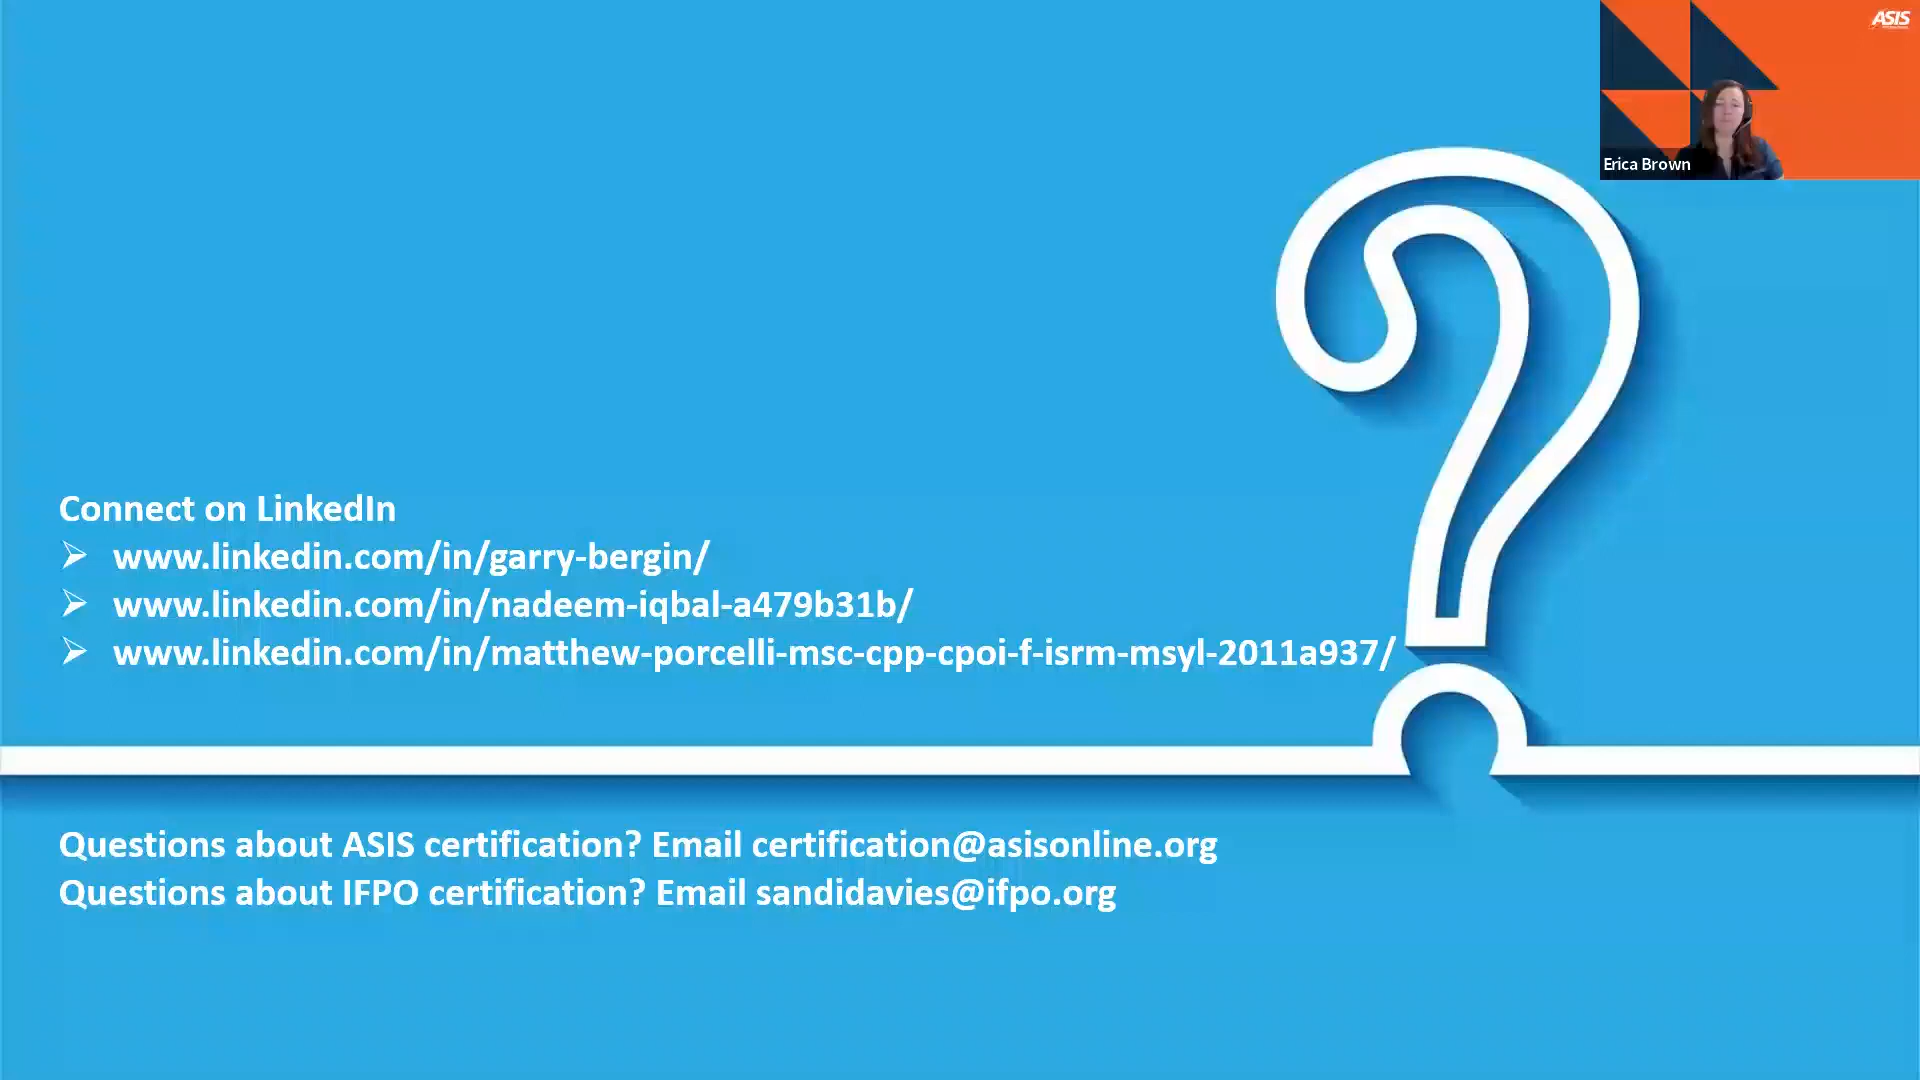 ASIS
Erica Brown
Connect on LinkedIn
➢ www.linkedin.com/in/garry-bergin/
➢ www.linkedin.com/in/nadeem-iqbal-a479b31b/
➢ www.linkedin.com/in/matthew-porcelli-msc-cpp-cpoi-f-isrm-msyl-2011a937/
Questions about ASIS certification? Email certification@asisonline.org
Questions about IFPO certification? Email sandidavies@ifpo.org